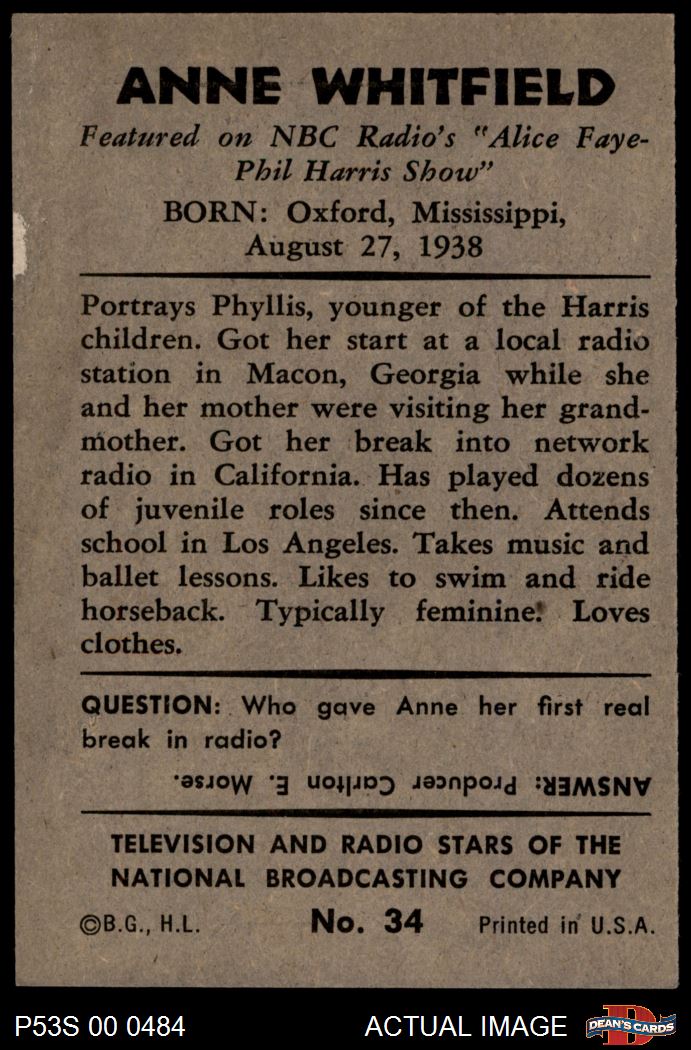 ANNE WHITFIELD
Featured on NBC Radio's "Alice Faye-
Phil Harris Show"
BORN: Oxford, Mississippi,
August 27, 1938
Portrays Phyllis, younger of the Harris
children. Got her start at a local radio
station in Macon, Georgia while she
and her mother were visiting her grand-
mother. Got her break into network
radio in California. Has played dozens
of juvenile roles since then. Attends
school in Los Angeles. Takes music and
ballet lessons. Likes to swim and ride
horseback. Typically feminine! Loves
clothes.
QUESTION: Who gave Anne her first real
break in radio?
ANSWER: Producer Carlton E. Morse.
TELEVISION AND RADIO STARS OF THE
NATIONAL BROADCASTING COMPANY
©B.G., H.L. No. 34 Printed in U.S.A.
P53S 00 0484 ACTUAL IMAGE D DEAN'S CARDS